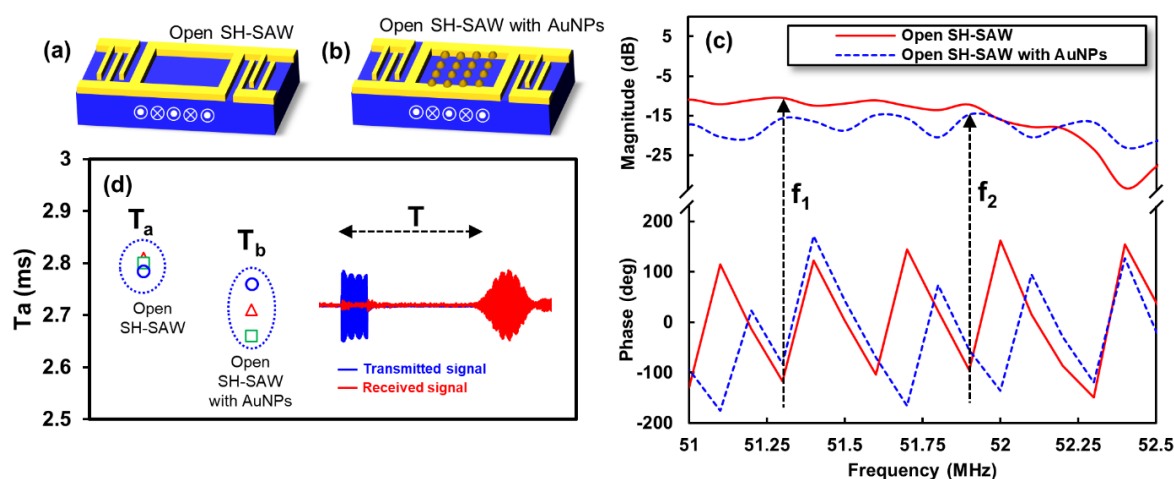 (a)
Open SH-SAW
(b)
Open SH-SAW with AuNPs
(c)
Open SH-SAW
Open SH-SAW with AuNPs
Magnitude (dB)
5
-5
-15
-25
f1
f2
Phase (deg)
200
100
0
-100
-200
51
51.25
51.5
51.75
52
52.25
52.5
Frequency (MHz)
(d)
Ta (ms)
3
2.9
2.8
2.7
2.6
2.5
Ta
Open
SH-SAW
Tb
Open
SH-SAW
with AuNPs
T
Transmitted signal
Received signal